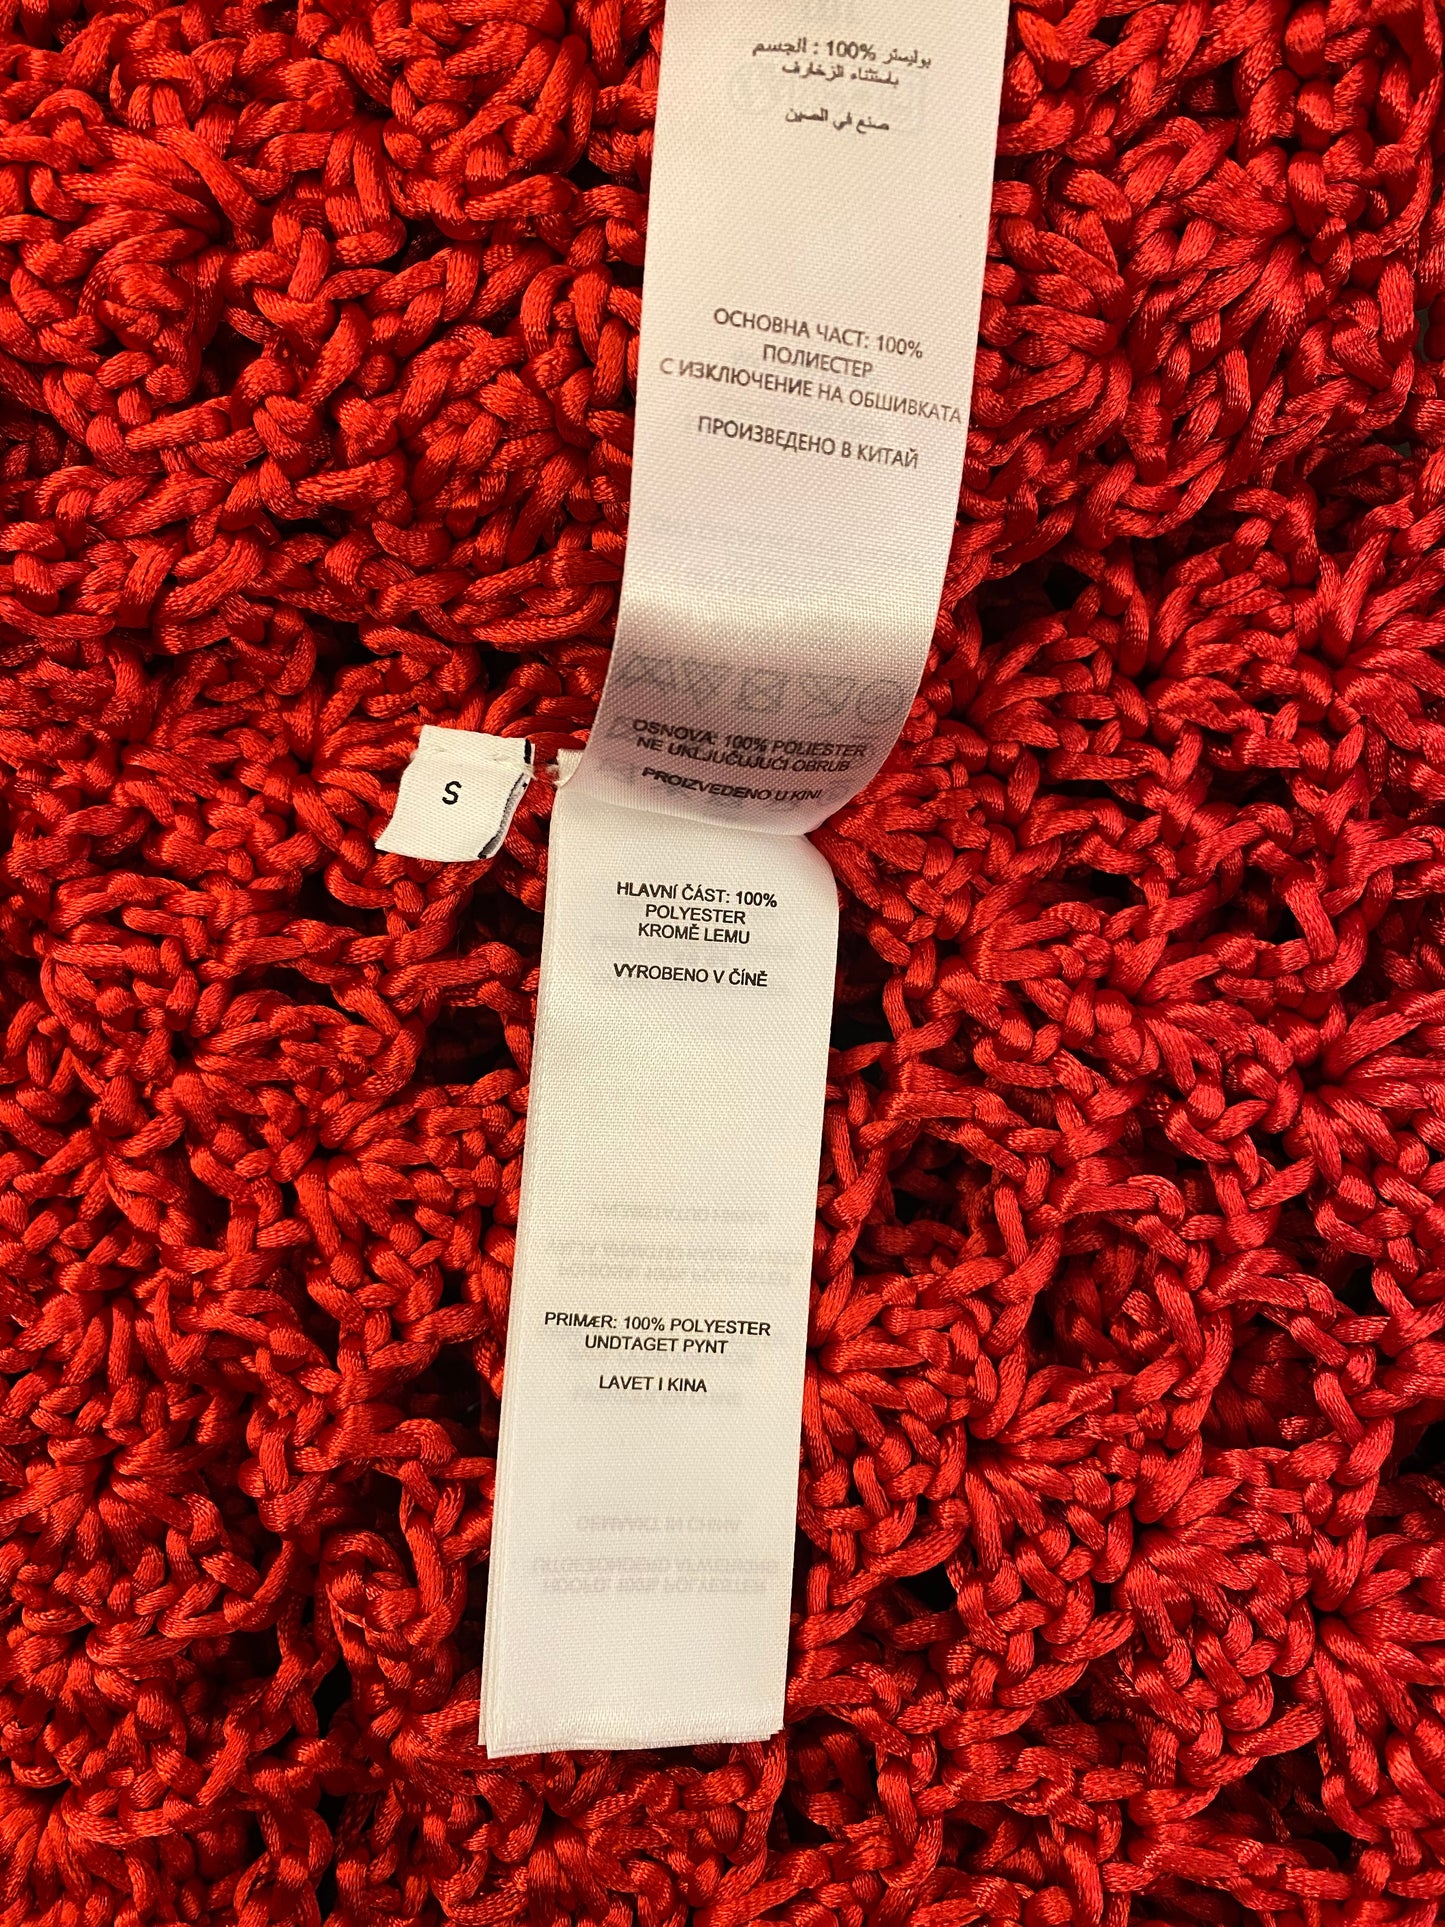 بوليستر %100 : الجسم
باستثناء الزخارف
صنع في الصين
ОСНОВНА ЧАСТ: 100%
ПОЛИЕСТЕР
С ИЗКЛЮЧЕНИЕ НА ОБШИВКАТА
ПРОИЗВЕДЕНО В КИТАЙ
OSNOVA: 100% POLIESTER
NE UKLJUČUJUĆI OBRUB
PROIZVEDENO U KINI
S
HLAVNÍ ČÁST: 100%
POLYESTER
KROMĚ LEMU
VYROBENO V ČÍNĚ
PRIMÆR: 100% POLYESTER
UNDTAGET PYNT
LAVET I KINA